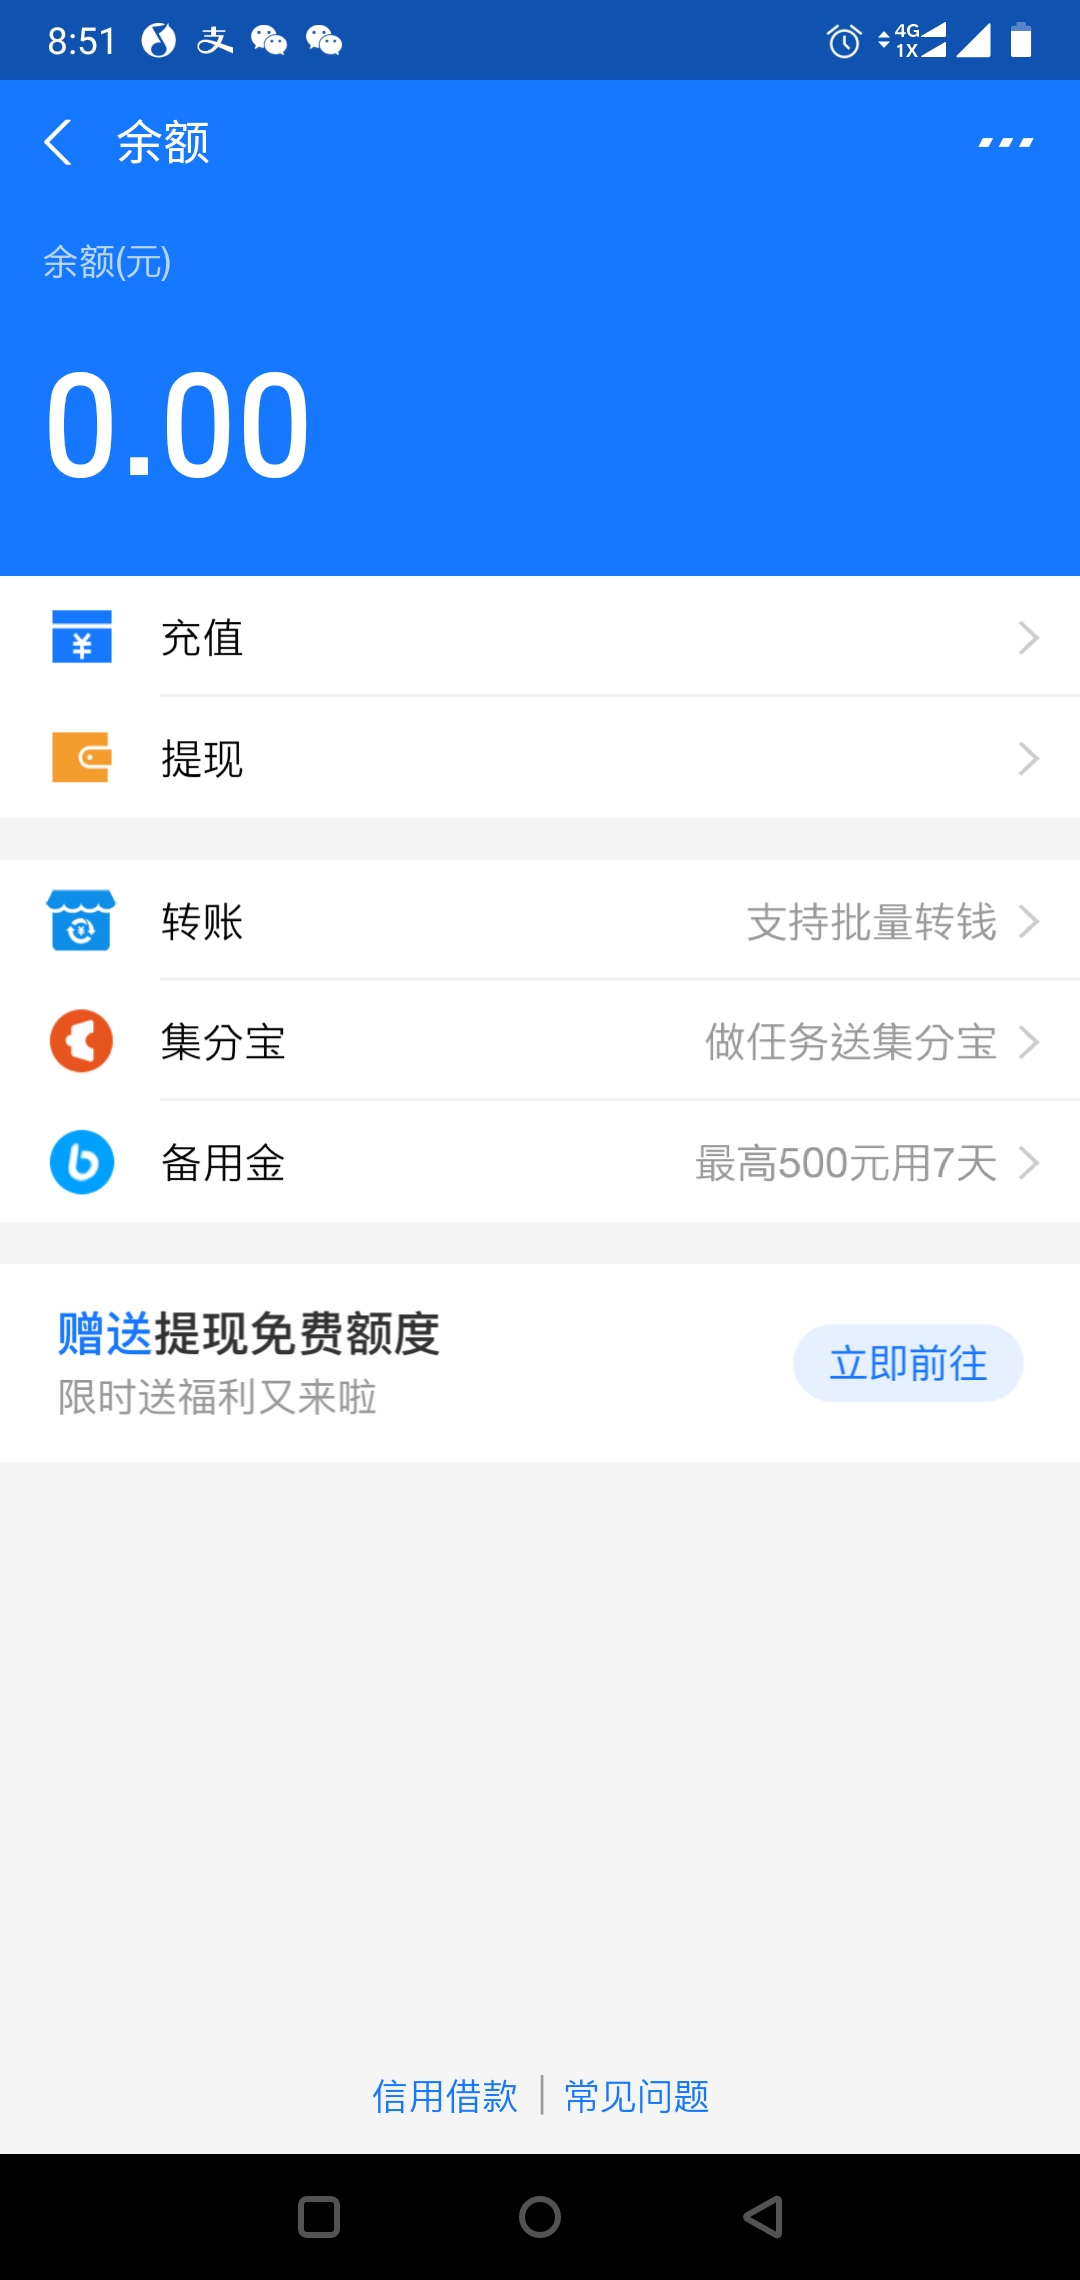 8:51 支 4G 1X
余额
余额(元)
0.00
充值
提现
转账 支持批量转钱
集分宝 做任务送集分宝
备用金 最高500元用7天
赠送提现免费额度
限时送福利又来啦
立即前往
信用借款 | 常见问题